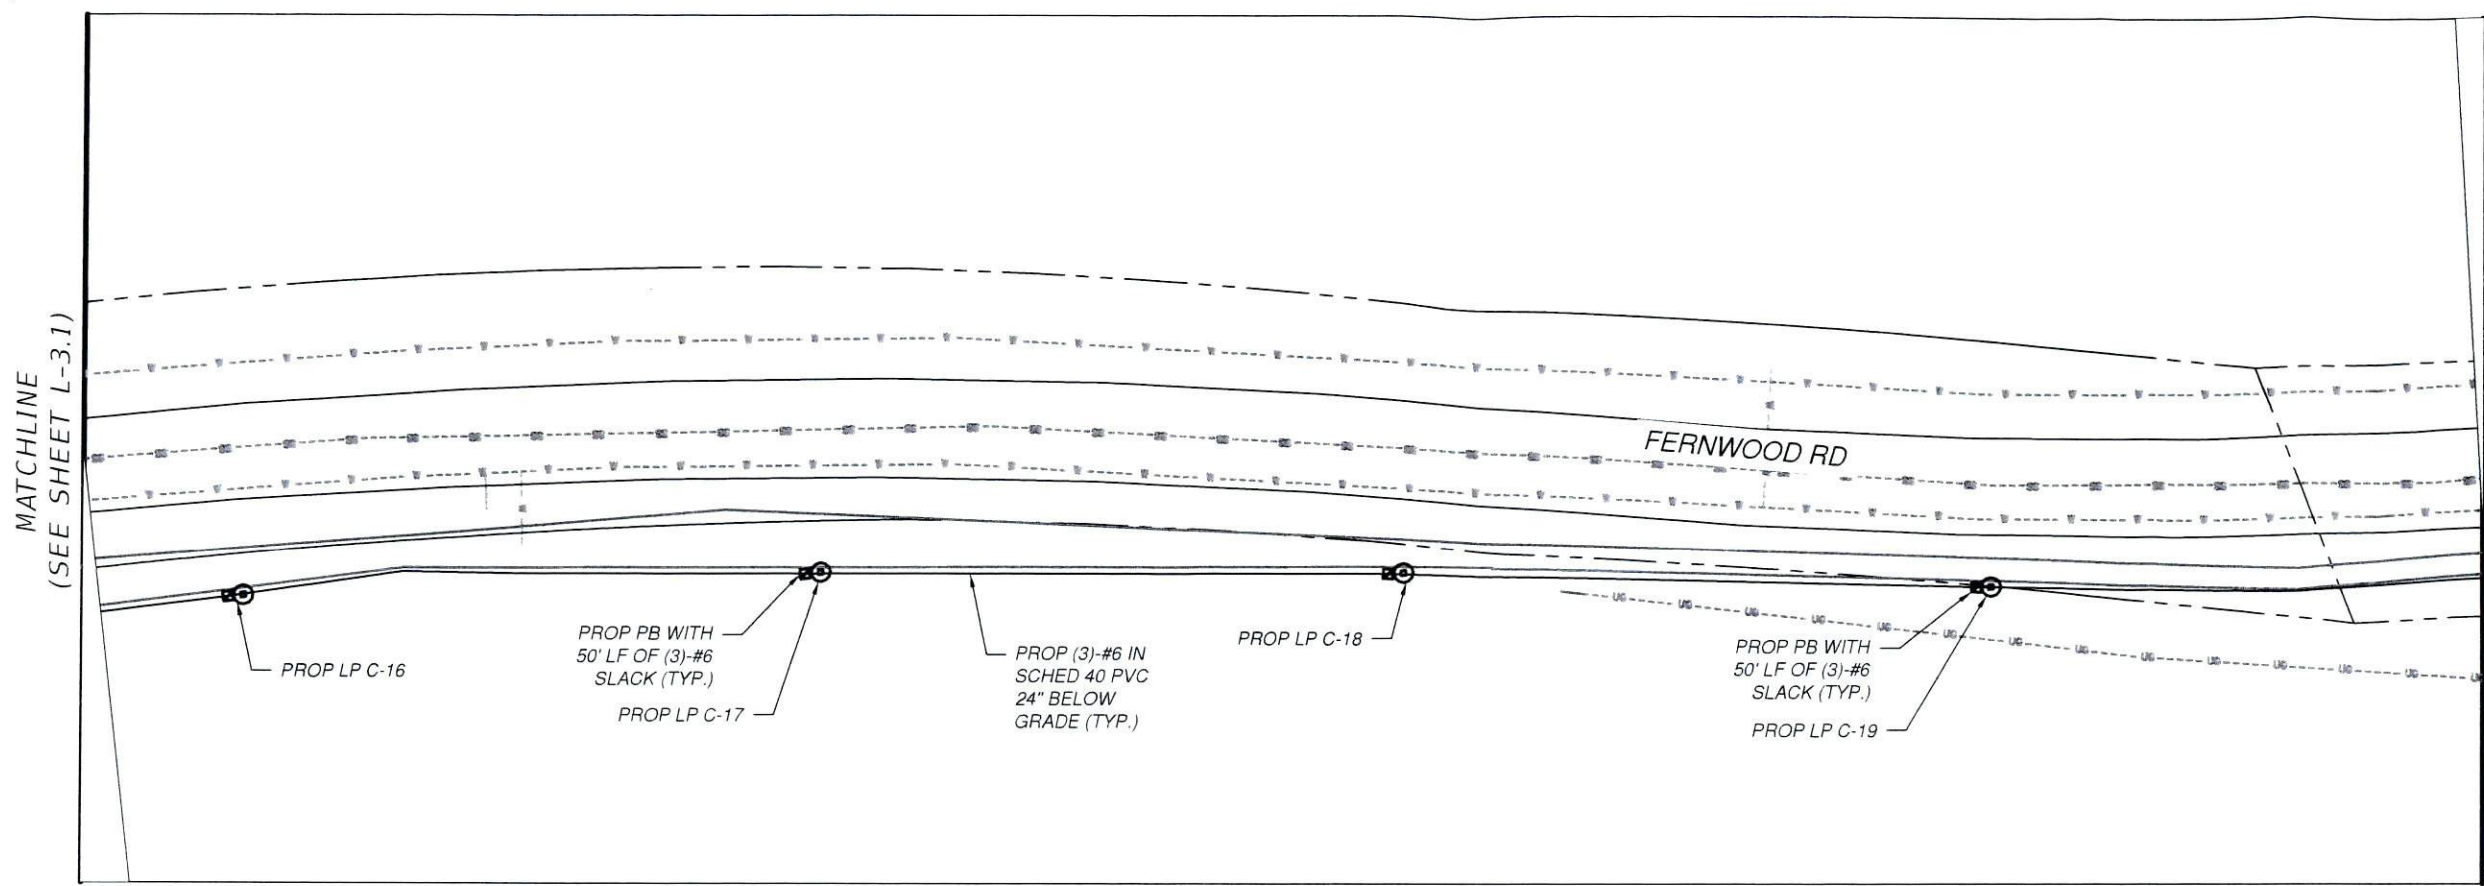 MATCHLINE
(SEE SHEET L-3.1)
FERNWOOD RD
PROP LP C-16
PROP PB WITH
50' LF OF (3)-#6
SLACK (TYP.)
PROP LP C-17
PROP (3)-#6 IN
SCHED 40 PVC
24" BELOW
GRADE (TYP.)
PROP LP C-18
PROP PB WITH
50' LF OF (3)-#6
SLACK (TYP.)
PROP LP C-19